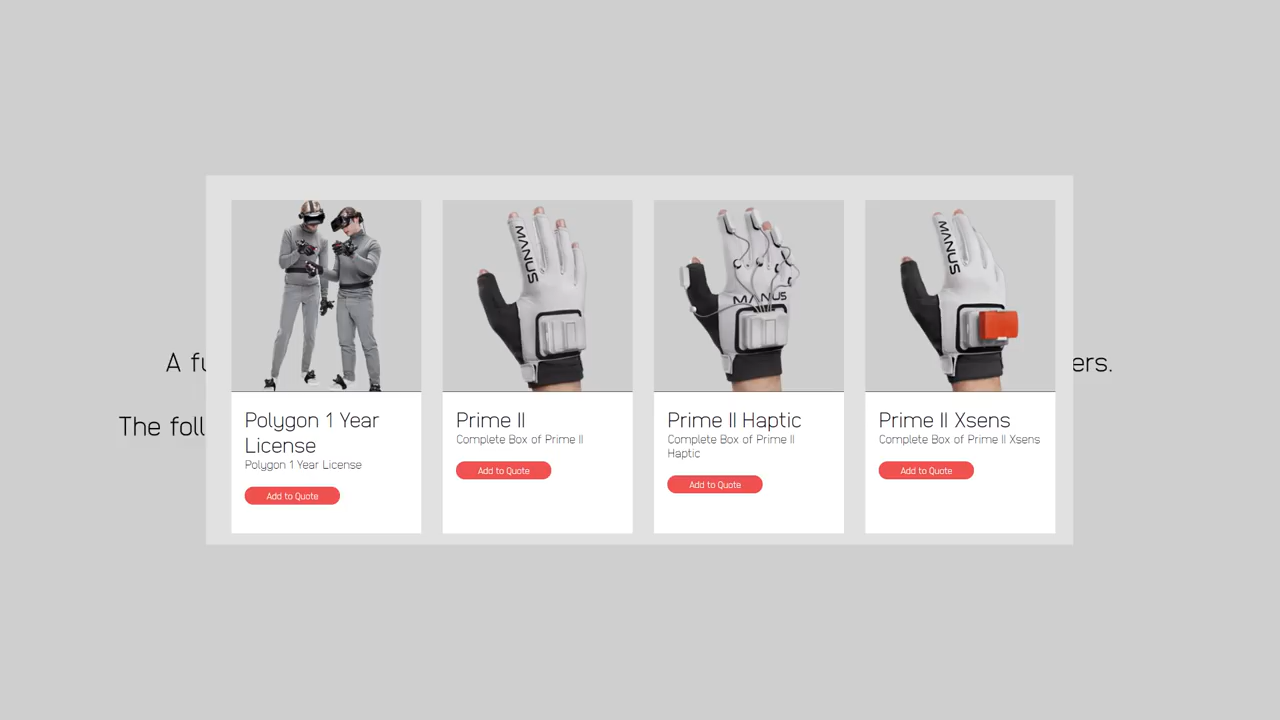 MANUS
MANUS
MANUS
A fu
ers.
The foll
Polygon 1 Year
License
Polygon 1 Year License
Add to Quote
Prime II
Complete Box of Prime II
Add to Quote
Prime II Haptic
Complete Box of Prime II
Haptic
Add to Quote
Prime II Xsens
Complete Box of Prime II Xsens
Add to Quote